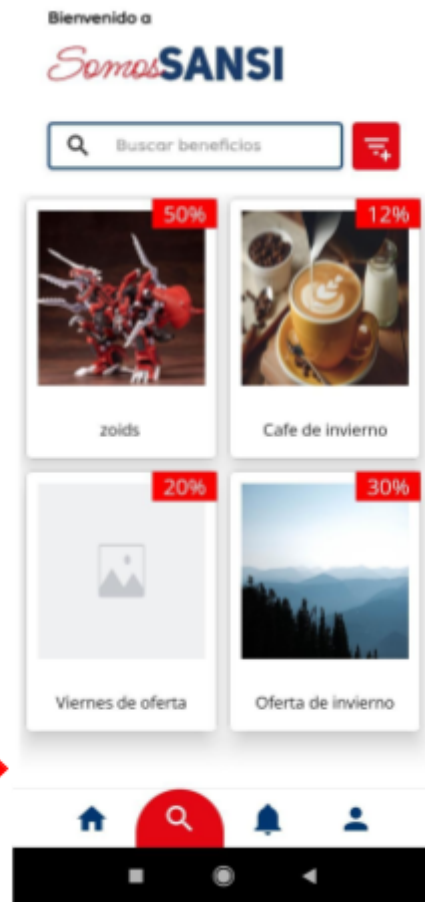 Bienvenido a
SomosSANSI
Buscar beneficios
50%
12%
zoids
Cafe de invierno
20%
30%
Viernes de oferta
Oferta de invierno